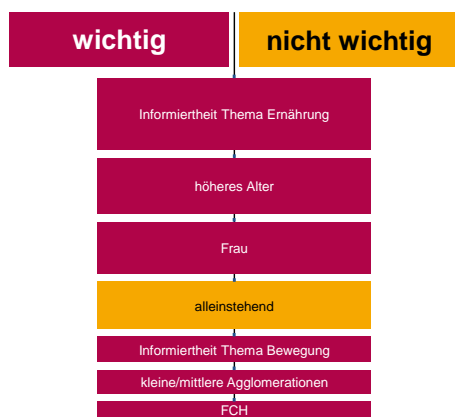 wichtig
nicht wichtig
Informiertheit Thema Ernährung
höheres Alter
Frau
alleinstehend
Informiertheit Thema Bewegung
kleine/mittlere Agglomerationen
FCH